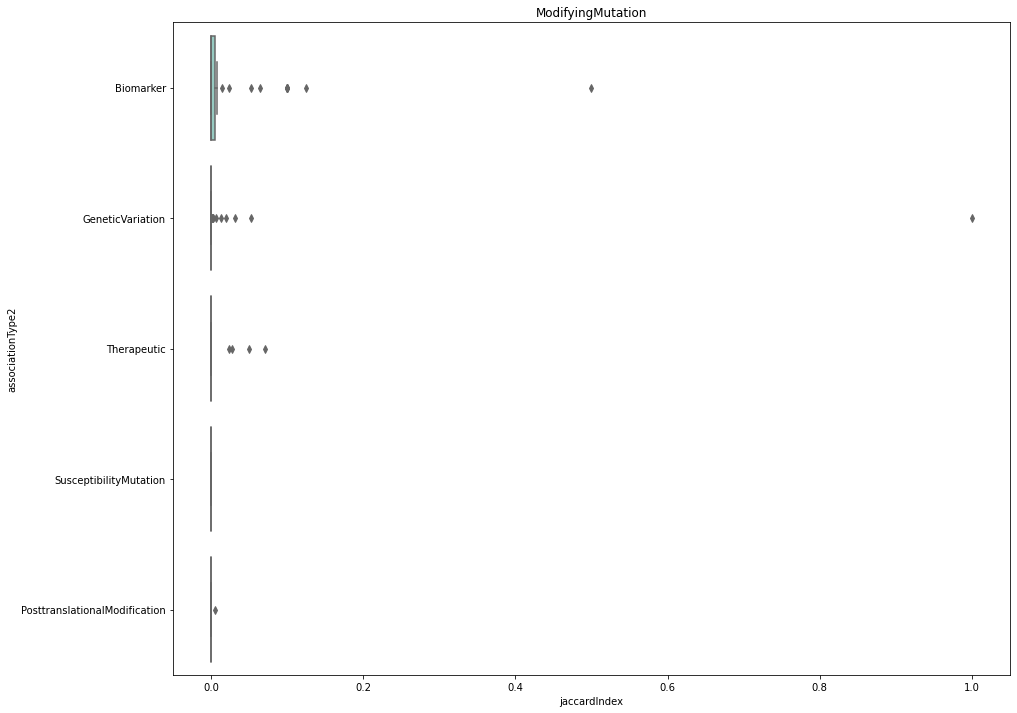 ModifyingMutation
Biomarker
GeneticVariation
Therapeutic
SusceptibilityMutation
PosttranslationalModification
associationType2
0.0 0.2 0.4 0.6 0.8 1.0
jaccardIndex